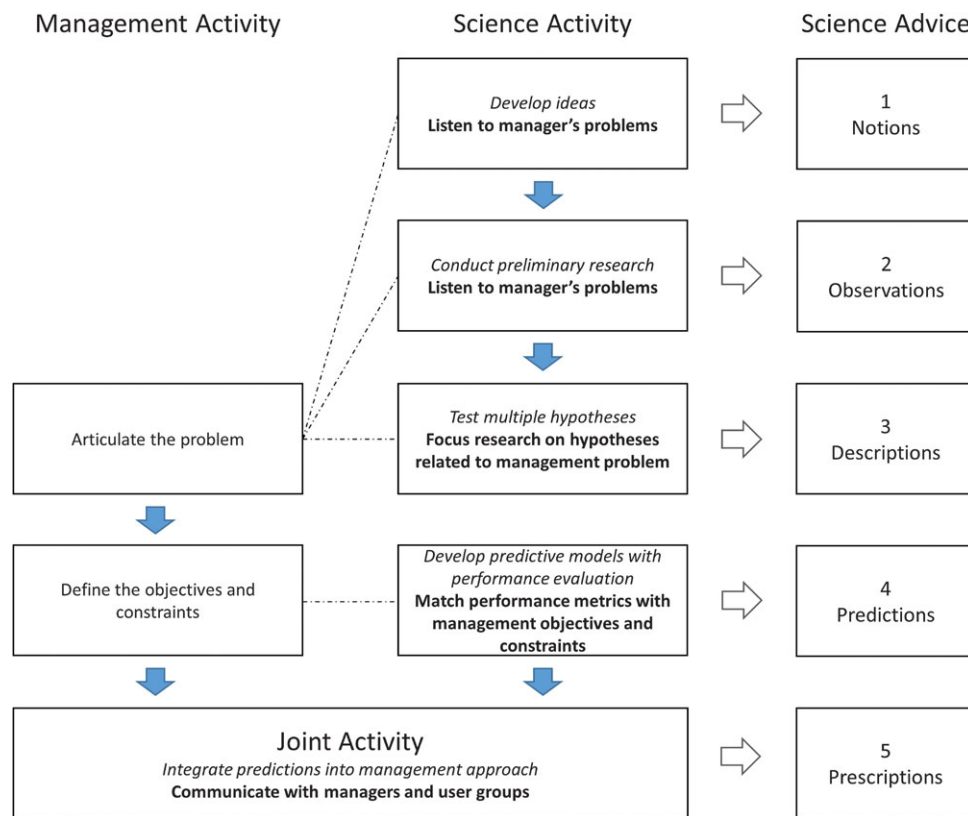 Management Activity
Science Activity
Science Advice
Develop ideas
Listen to manager's problems
1
Notions
Conduct preliminary research
Listen to manager's problems
2
Observations
Articulate the problem
Test multiple hypotheses
Focus research on hypotheses
related to management problem
3
Descriptions
Define the objectives and
constraints
Develop predictive models with
performance evaluation
Match performance metrics with
management objectives and
constraints
4
Predictions
Joint Activity
Integrate predictions into management approach
Communicate with managers and user groups
5
Prescriptions